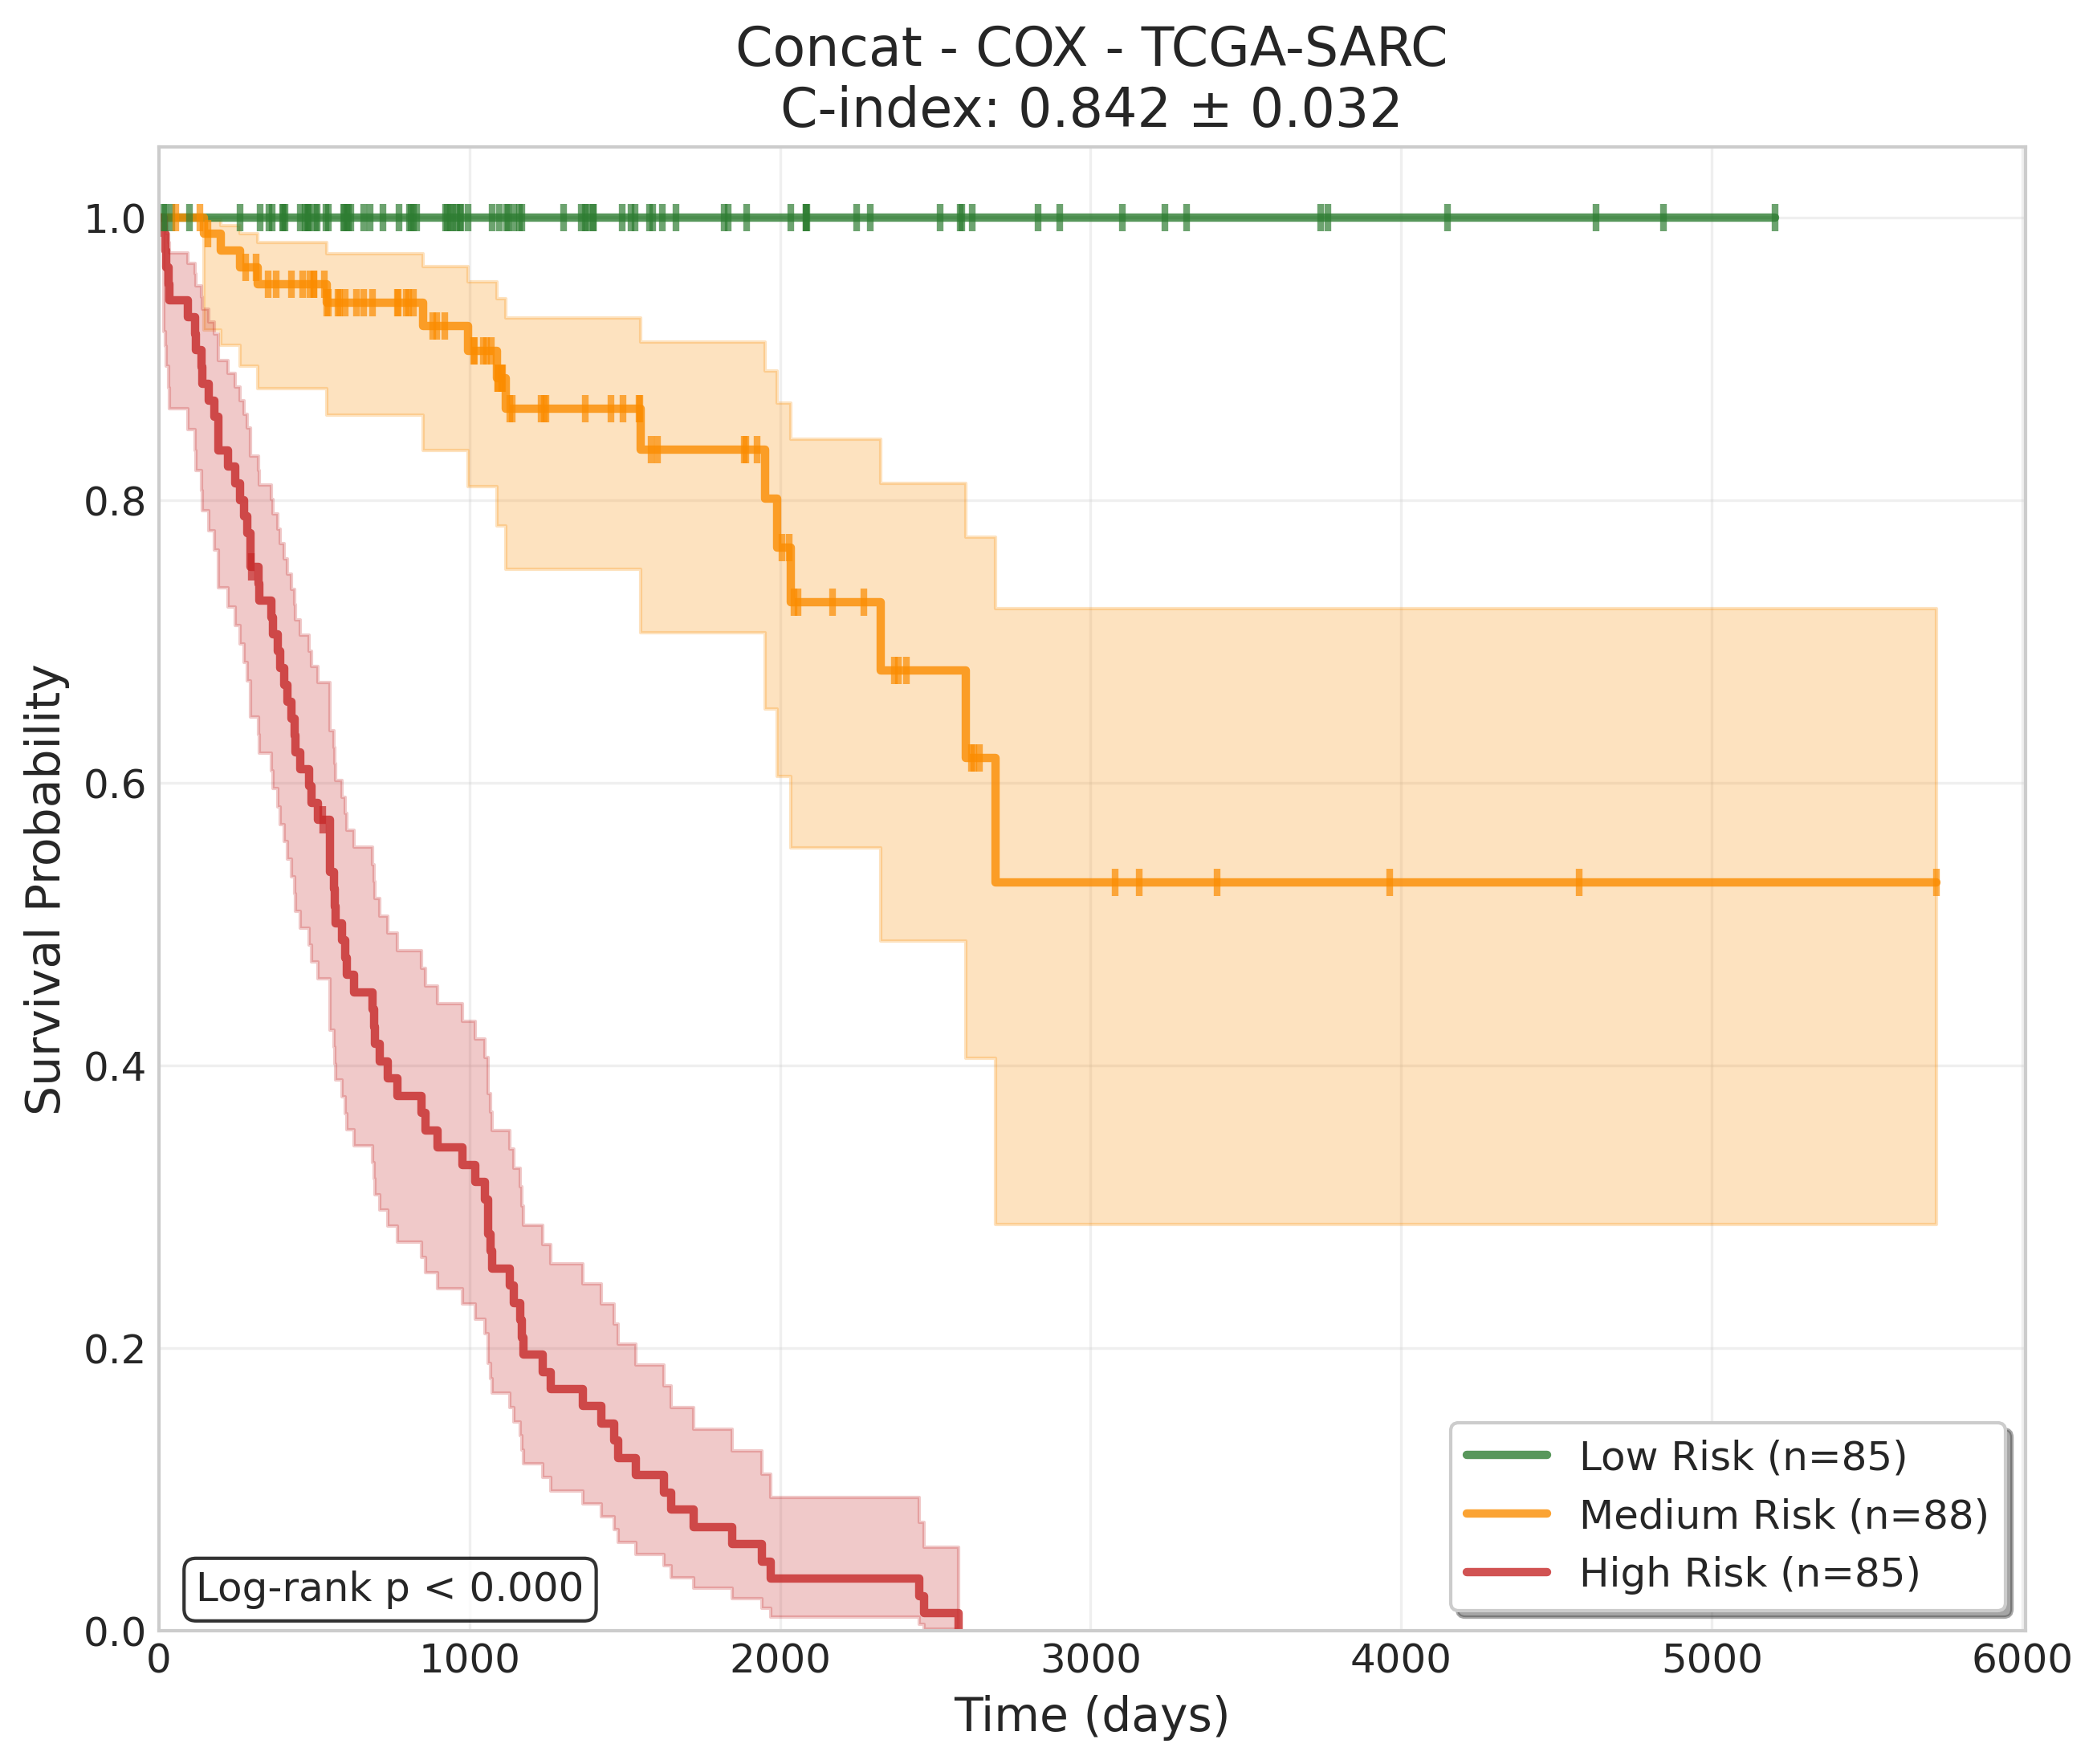 Concat - COX - TCGA-SARC
C-index: 0.842 ± 0.032
Survival Probability
1.0
0.8
0.6
0.4
0.2
0.0
0
1000
2000
3000
4000
5000
6000
Time (days)
Log-rank p < 0.000
Low Risk (n=85)
Medium Risk (n=88)
High Risk (n=85)